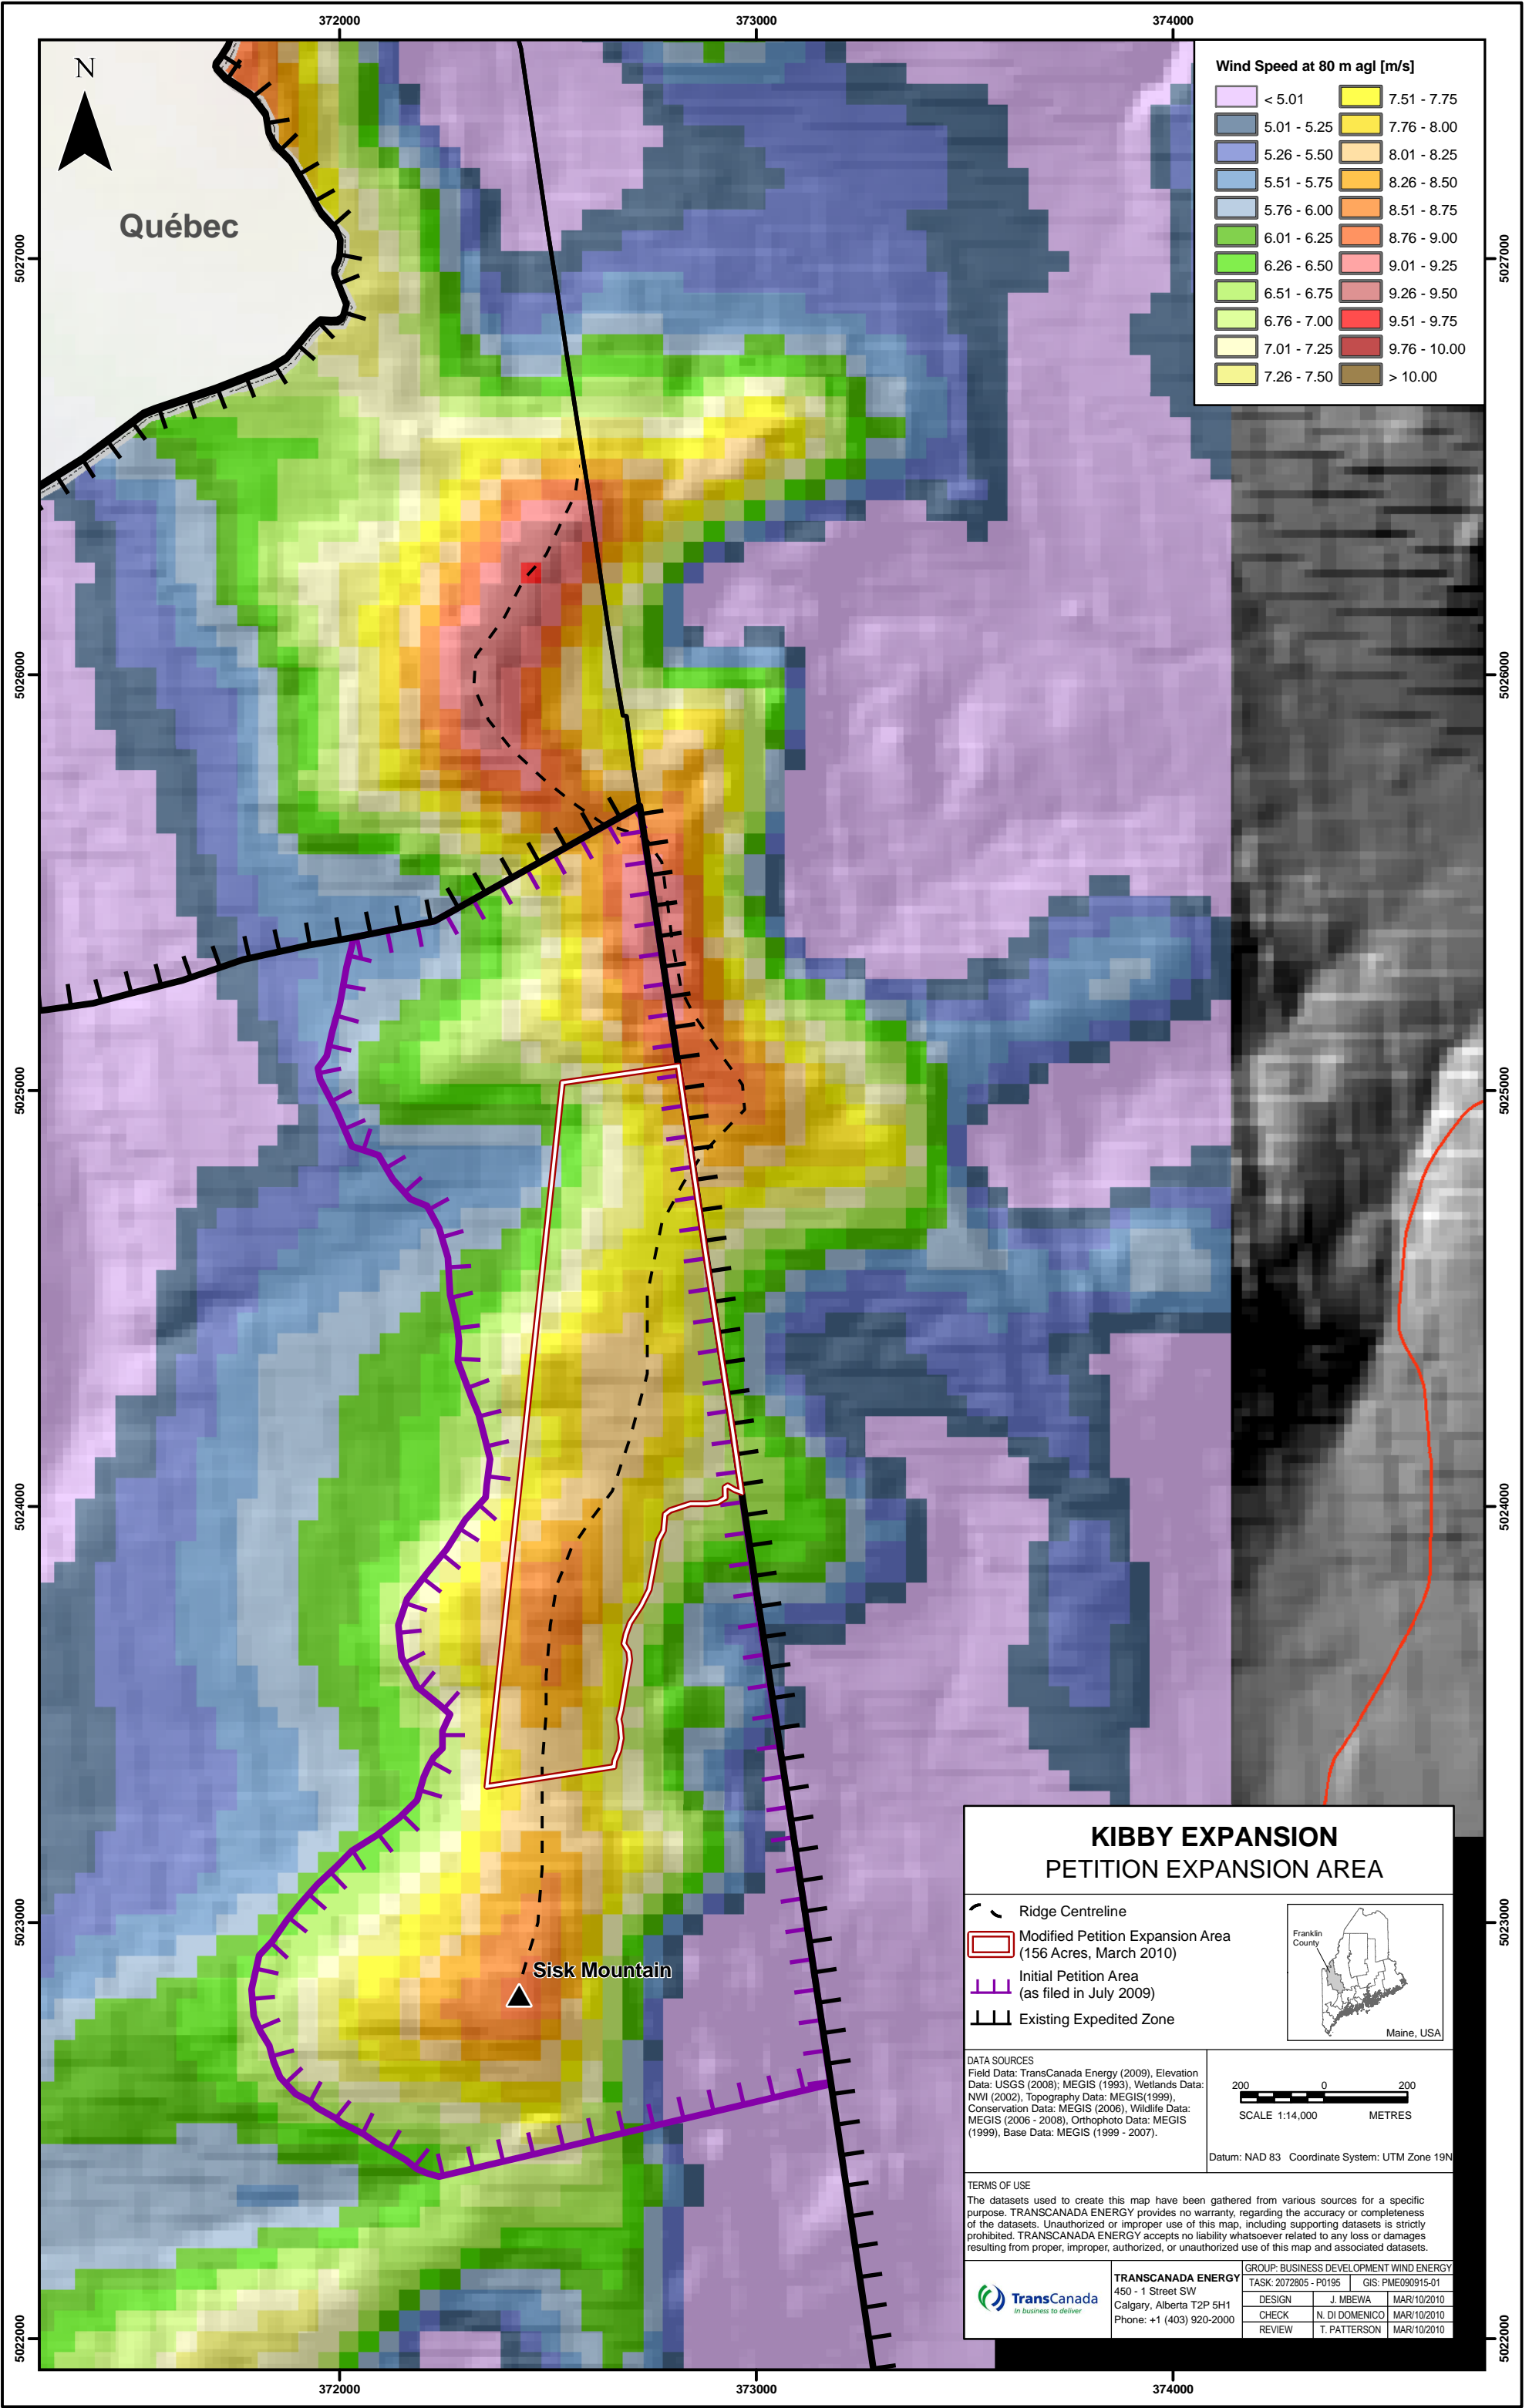 372000
373000
374000
N
Québec
5027000
5026000
5025000
5024000
5023000
5022000
5027000
5026000
5025000
5024000
5023000
5022000
Wind Speed at 80 m agl [m/s]
< 5.01
5.01 - 5.25
5.26 - 5.50
5.51 - 5.75
5.76 - 6.00
6.01 - 6.25
6.26 - 6.50
6.51 - 6.75
6.76 - 7.00
7.01 - 7.25
7.26 - 7.50
7.51 - 7.75
7.76 - 8.00
8.01 - 8.25
8.26 - 8.50
8.51 - 8.75
8.76 - 9.00
9.01 - 9.25
9.26 - 9.50
9.51 - 9.75
9.76 - 10.00
> 10.00
Sisk Mountain
KIBBY EXPANSION
PETITION EXPANSION AREA
Ridge Centreline
Modified Petition Expansion Area
(156 Acres, March 2010)
Initial Petition Area
(as filed in July 2009)
Existing Expedited Zone
Franklin
County
Maine, USA
DATA SOURCES
Field Data: TransCanada Energy (2009), Elevation
Data: USGS (2008); MEGIS (1993), Wetlands Data:
NWI (2002), Topography Data: MEGIS(1999),
Conservation Data: MEGIS (2006), Wildlife Data:
MEGIS (2006 - 2008), Orthophoto Data: MEGIS
(1999), Base Data: MEGIS (1999 - 2007).
200 0 200
SCALE 1:14,000 METRES
Datum: NAD 83 Coordinate System: UTM Zone 19N
TERMS OF USE
The datasets used to create this map have been gathered from various sources for a specific
purpose. TRANSCANADA ENERGY provides no warranty, regarding the accuracy or completeness
of the datasets. Unauthorized or improper use of this map, including supporting datasets is strictly
prohibited. TRANSCANADA ENERGY accepts no liability whatsoever related to any loss or damages
resulting from proper, improper, authorized, or unauthorized use of this map and associated datasets.
TransCanada
In business to deliver
TRANSCANADA ENERGY
450 - 1 Street SW
Calgary, Alberta T2P 5H1
Phone: +1 (403) 920-2000
GROUP: BUSINESS DEVELOPMENT WIND ENERGY
TASK: 2072805 - P0195 GIS: PME090915-01
DESIGN J. MBEWA MAR/10/2010
CHECK N. DI DOMENICO MAR/10/2010
REVIEW T. PATTERSON MAR/10/2010
372000
373000
374000